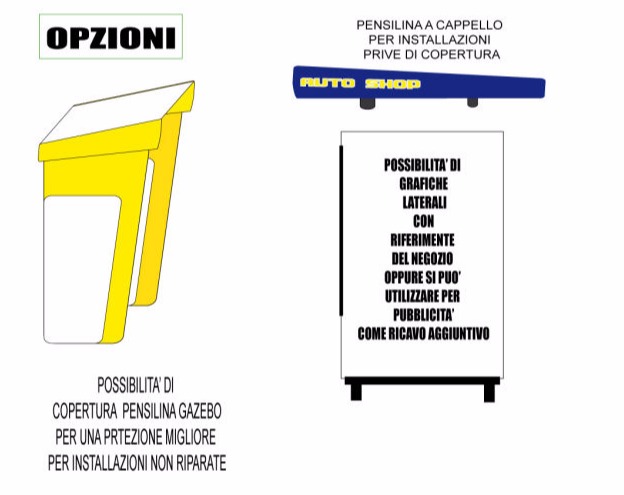 OPZIONI
PENSILINA A CAPPELLO
PER INSTALLAZIONI
PRIVE DI COPERTURA
AUTO SHOP
POSSIBILITA' DI
GRAFICHE
LATERALI
CON
RIFERIMENTE
DEL NEGOZIO
OPPURE SI PUO'
UTILIZZARE PER
PUBBLICITA'
COME RICAVO AGGIUNTIVO
POSSIBILITA' DI
COPERTURA PENSILINA GAZEBO
PER UNA PRTEZIONE MIGLIORE
PER INSTALLAZIONI NON RIPARATE